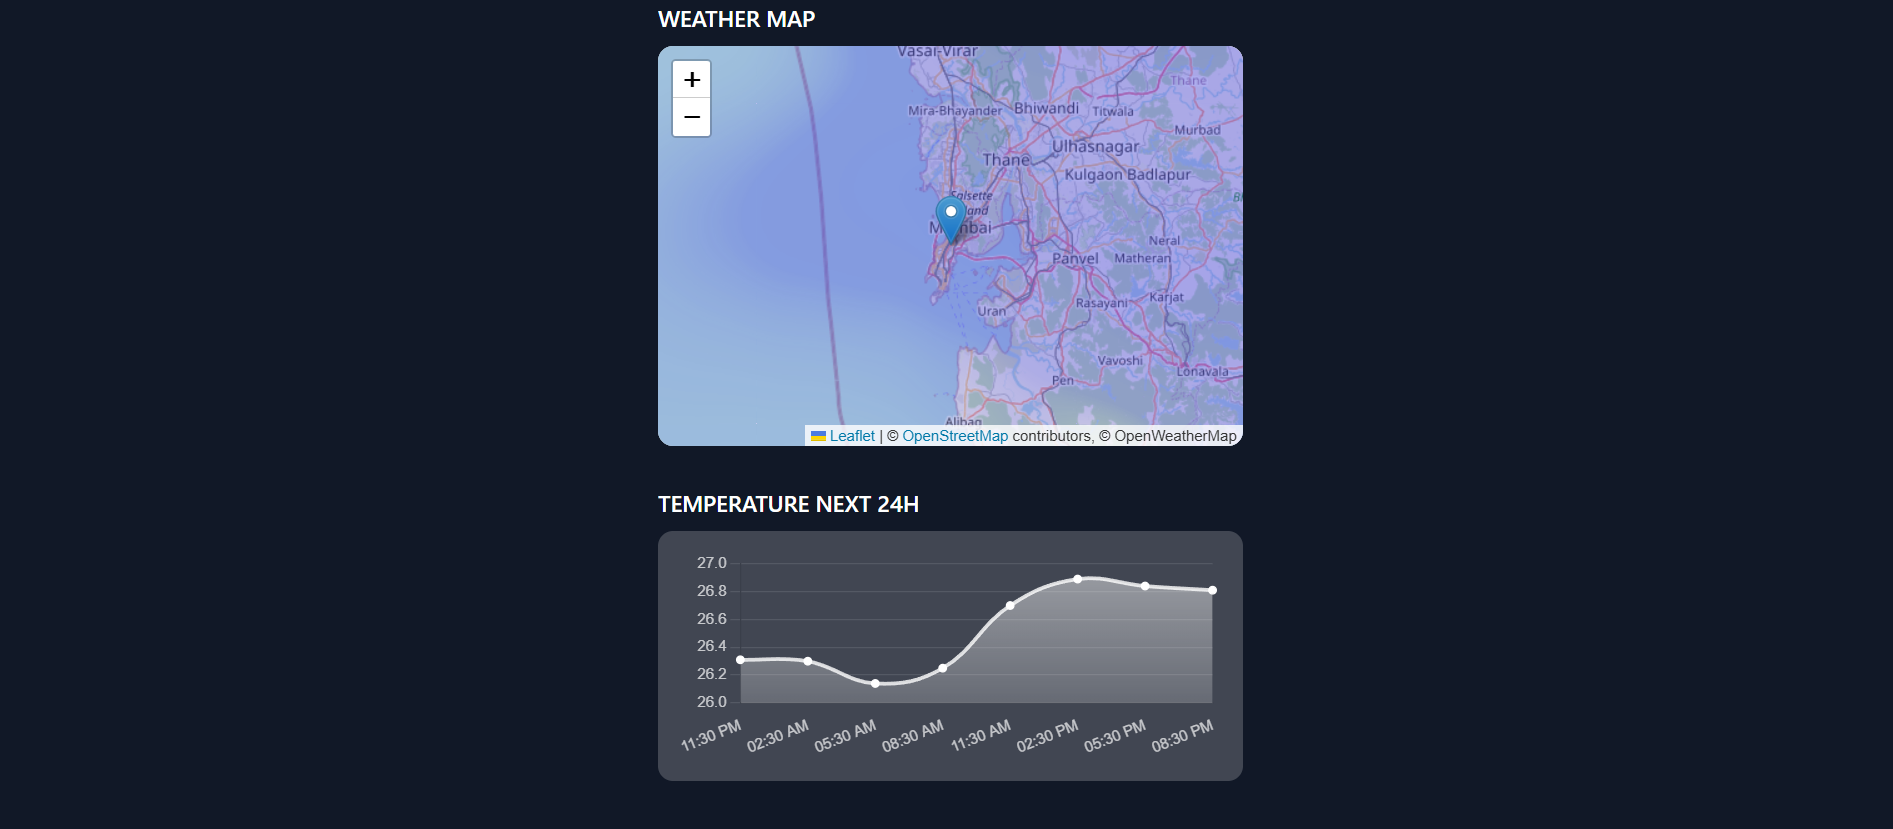 WEATHER MAP
+
−
Vasai-Virar
Thane
Mira-Bhayander
Bhiwandi
Titwala
Murbad
Ulhasnagar
Thane
Kulgaon Badlapur
Salsette
Neral
Panvel
Matheran
Rasayani
Karjat
Uran
Vavoshi
Lonavala
Pen
Alibag
Leaflet | © OpenStreetMap contributors, © OpenWeatherMap
TEMPERATURE NEXT 24H
27.0
26.8
26.6
26.4
26.2
26.0
11:30 PM
02:30 AM
05:30 AM
08:30 AM
11:30 AM
02:30 PM
05:30 PM
08:30 PM